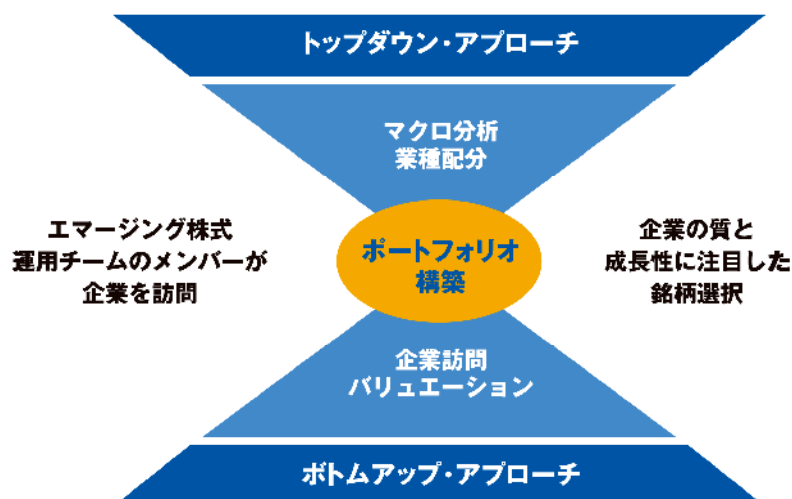 トップダウン・アプローチ
マクロ分析
業種配分
エマージング株式
運用チームのメンバーが
企業を訪問
ポートフォリオ
構築
企業の質と
成長性に注目した
銘柄選択
企業訪問
バリュエーション
ボトムアップ・アプローチ